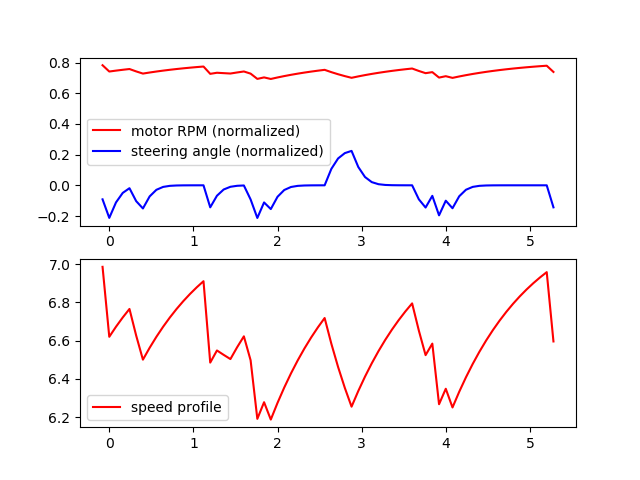 0.8
0.6
0.4
0.2
0.0
−0.2
motor RPM (normalized)
steering angle (normalized)
0 1 2 3 4 5
7.0
6.8
6.6
6.4
6.2
speed profile
0 1 2 3 4 5